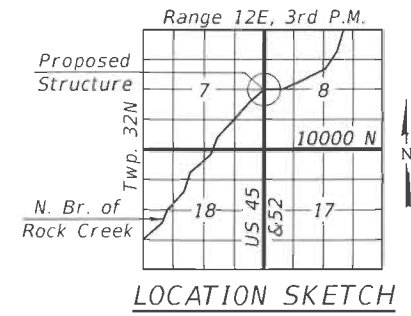 Range 12E, 3rd P.M.
Proposed
Structure
7
8
Twp. 32N
10000 N
N
N. Br. of
Rock Creek
18
US 45
&52
17
LOCATION SKETCH